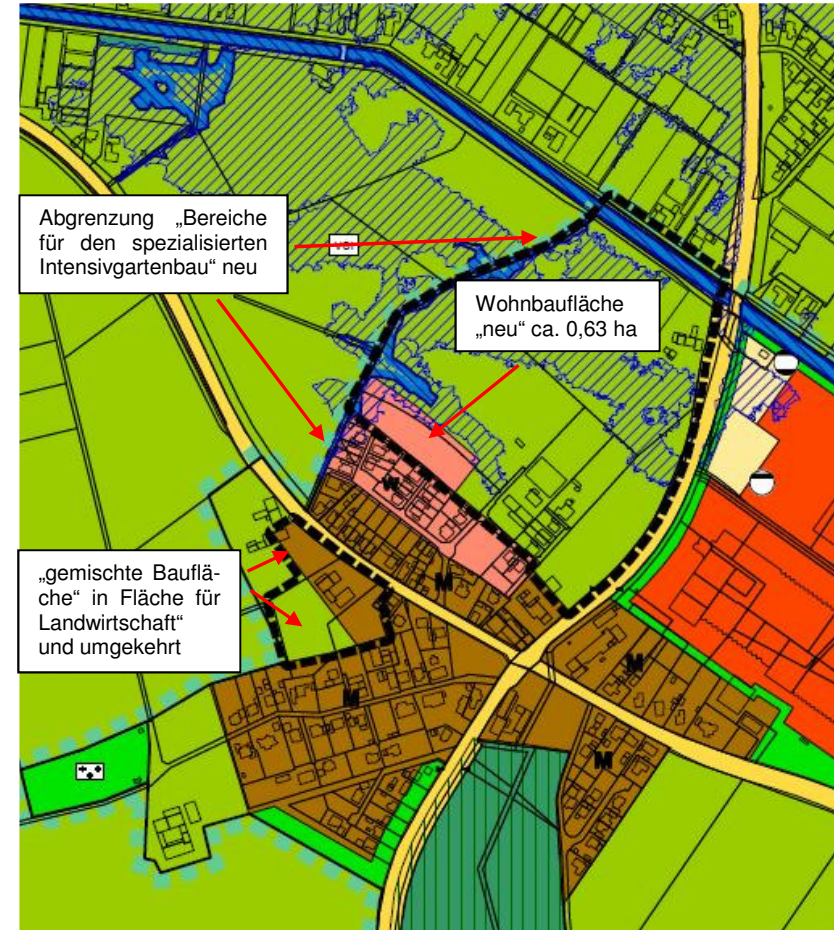 Abgrenzung „Bereiche
für den spezialisierten
Intensivgartenbau“ neu
Wohnbaufläche
„neu“ ca. 0,63 ha
W
M
„gemischte Baufläche-
che“ in Fläche für
Landwirtschaft“
und umgekehrt
M
M
M